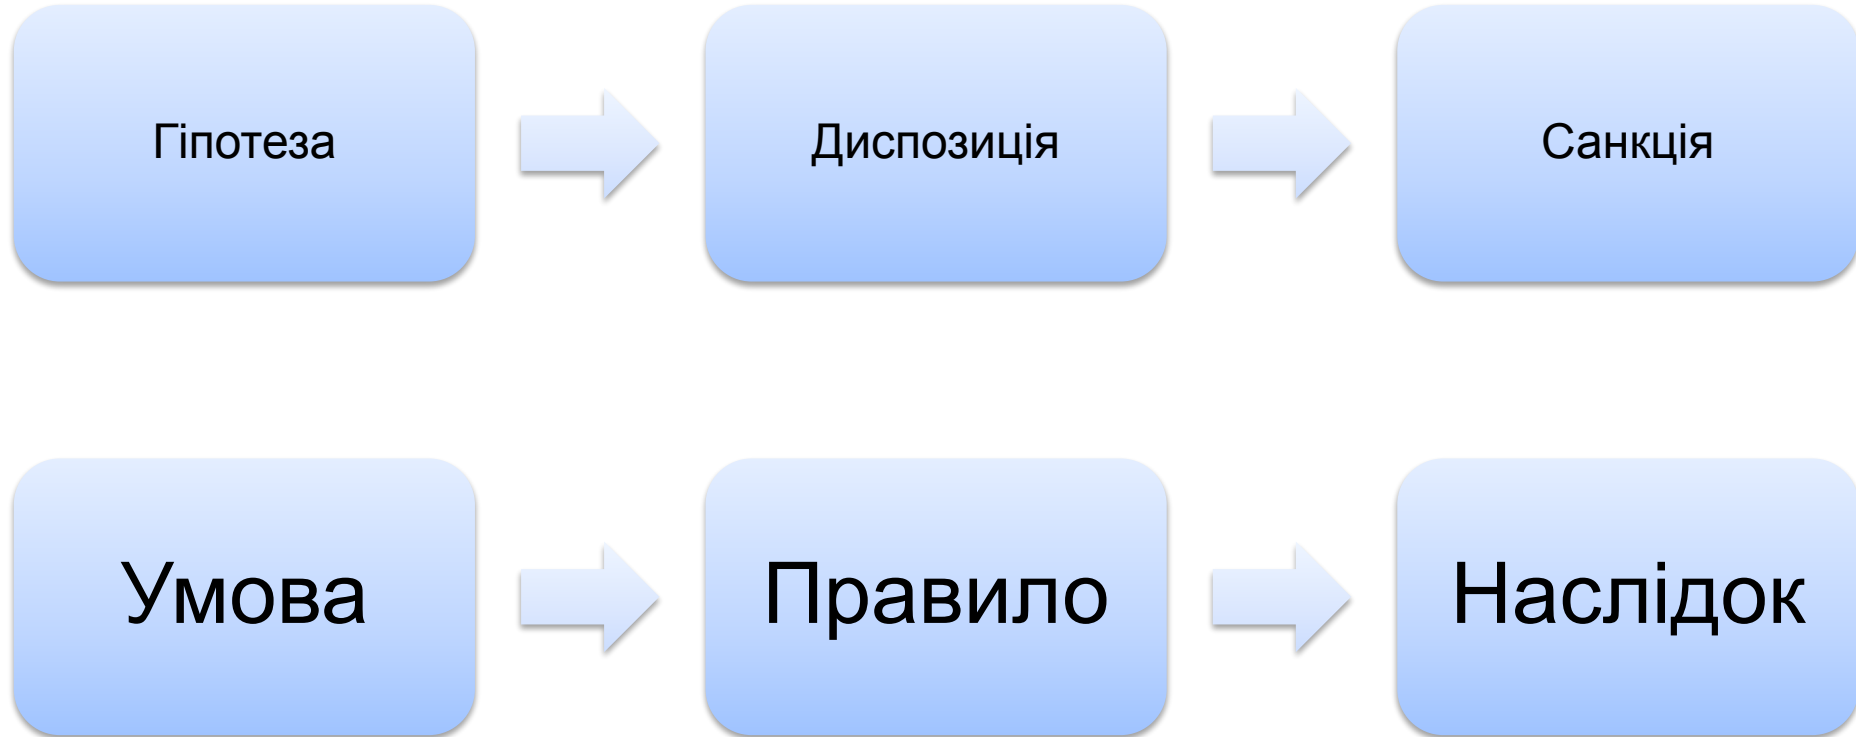 Гіпотеза
Диспозиція
Санкція
Умова
Правило
Наслідок